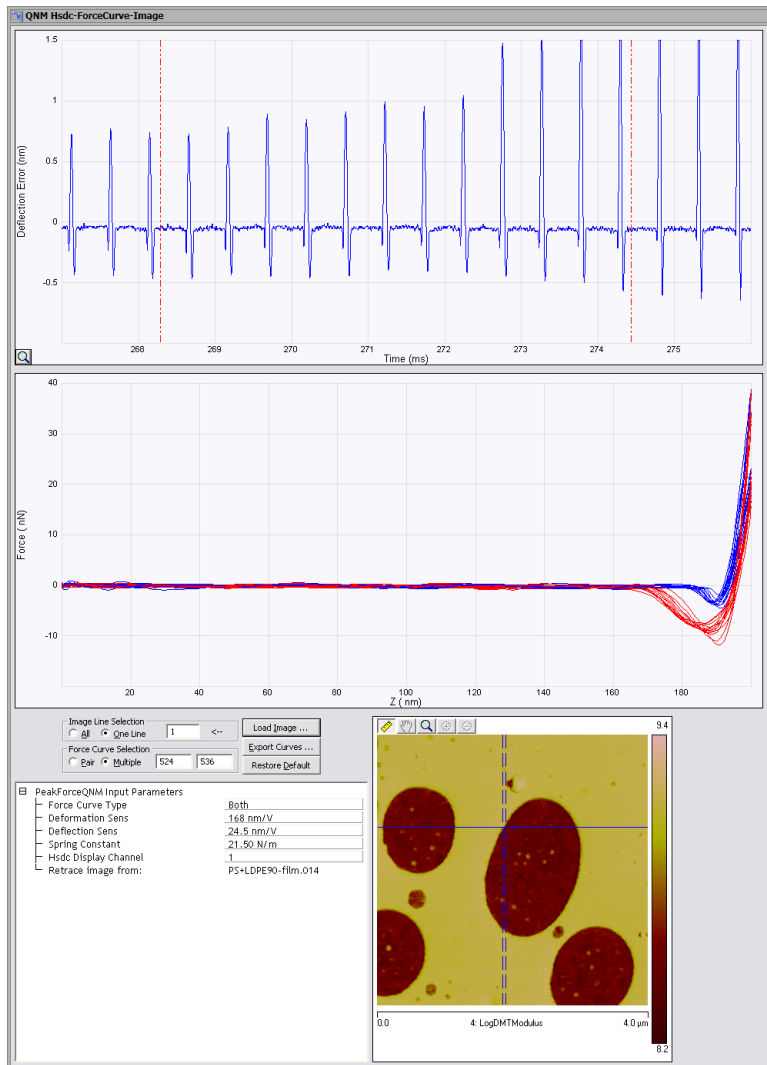 QNM Hsdc-ForceCurve-Image
1.5
1
0.5
0
-0.5
Deflection Error (nm)
268 269 270 271 272 273 274 275
Time (ms)
40
30
20
10
0
-10
Force ( nN)
20 40 60 80 100 120 140 160 180
Z ( nm)
Image Line Selection
All One Line 1 <--
Load Image ...
Force Curve Selection
Pair Multiple 524 536
Export Curves ...
Restore Default
PeakForceQNM Input Parameters
Force Curve Type Both
Deformation Sens 168 nm/V
Deflection Sens 24.5 nm/V
Spring Constant 21.50 N/m
Hsdc Display Channel 1
Retrace image from: PS+LDPE90-film.014
9.4
8.2
0.0 4: LogDMTModulus 4.0 µm